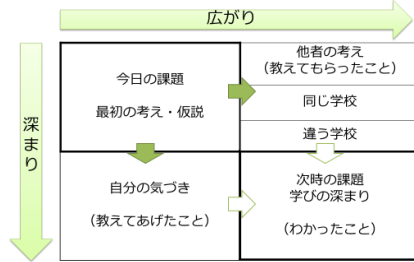 広がり
深まり
今日の課題
最初の考え・仮説
他者の考え
(教えてもらったこと)
同じ学校
違う学校
自分の気づき
(教えてあげたこと)
次時の課題
学びの深まり
(わかったこと)